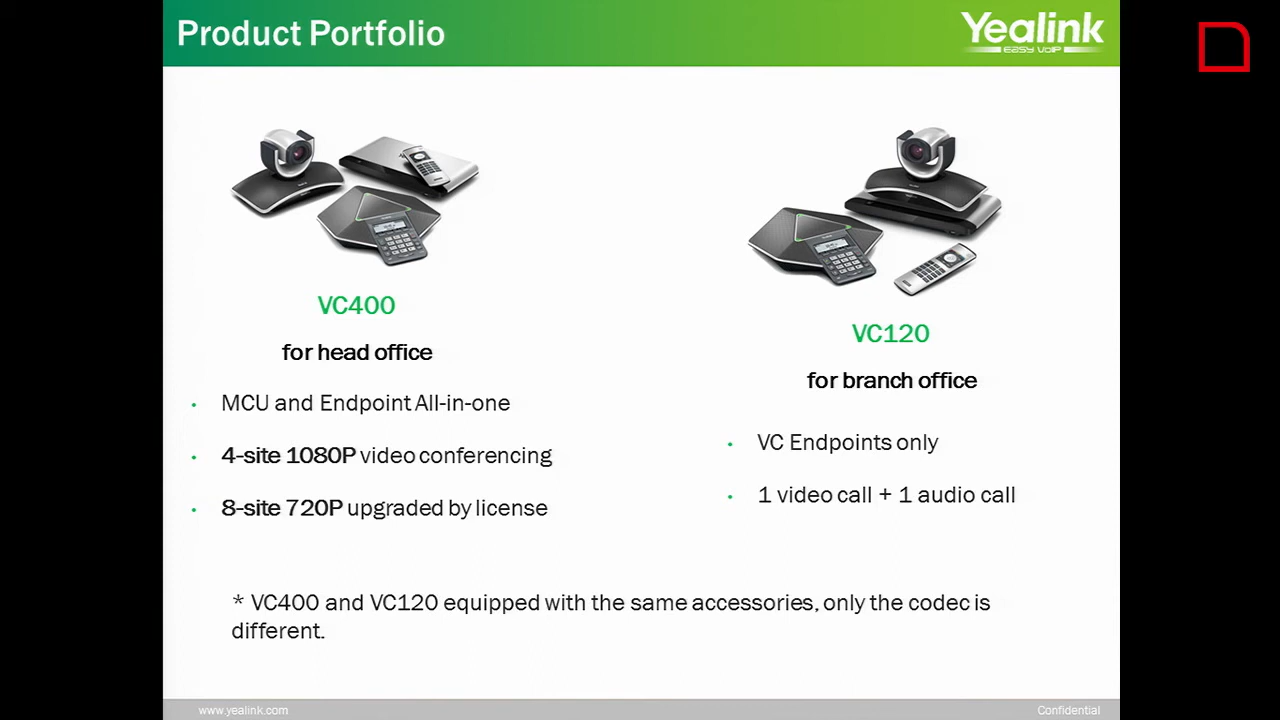 Product Portfolio
Yealink
EASY VOIP
VC400
for head office
• MCU and Endpoint All-in-one
• 4-site 1080P video conferencing
• 8-site 720P upgraded by license
VC120
for branch office
• VC Endpoints only
• 1 video call + 1 audio call
* VC400 and VC120 equipped with the same accessories, only the codec is
different.
www.yealink.com
Confidential